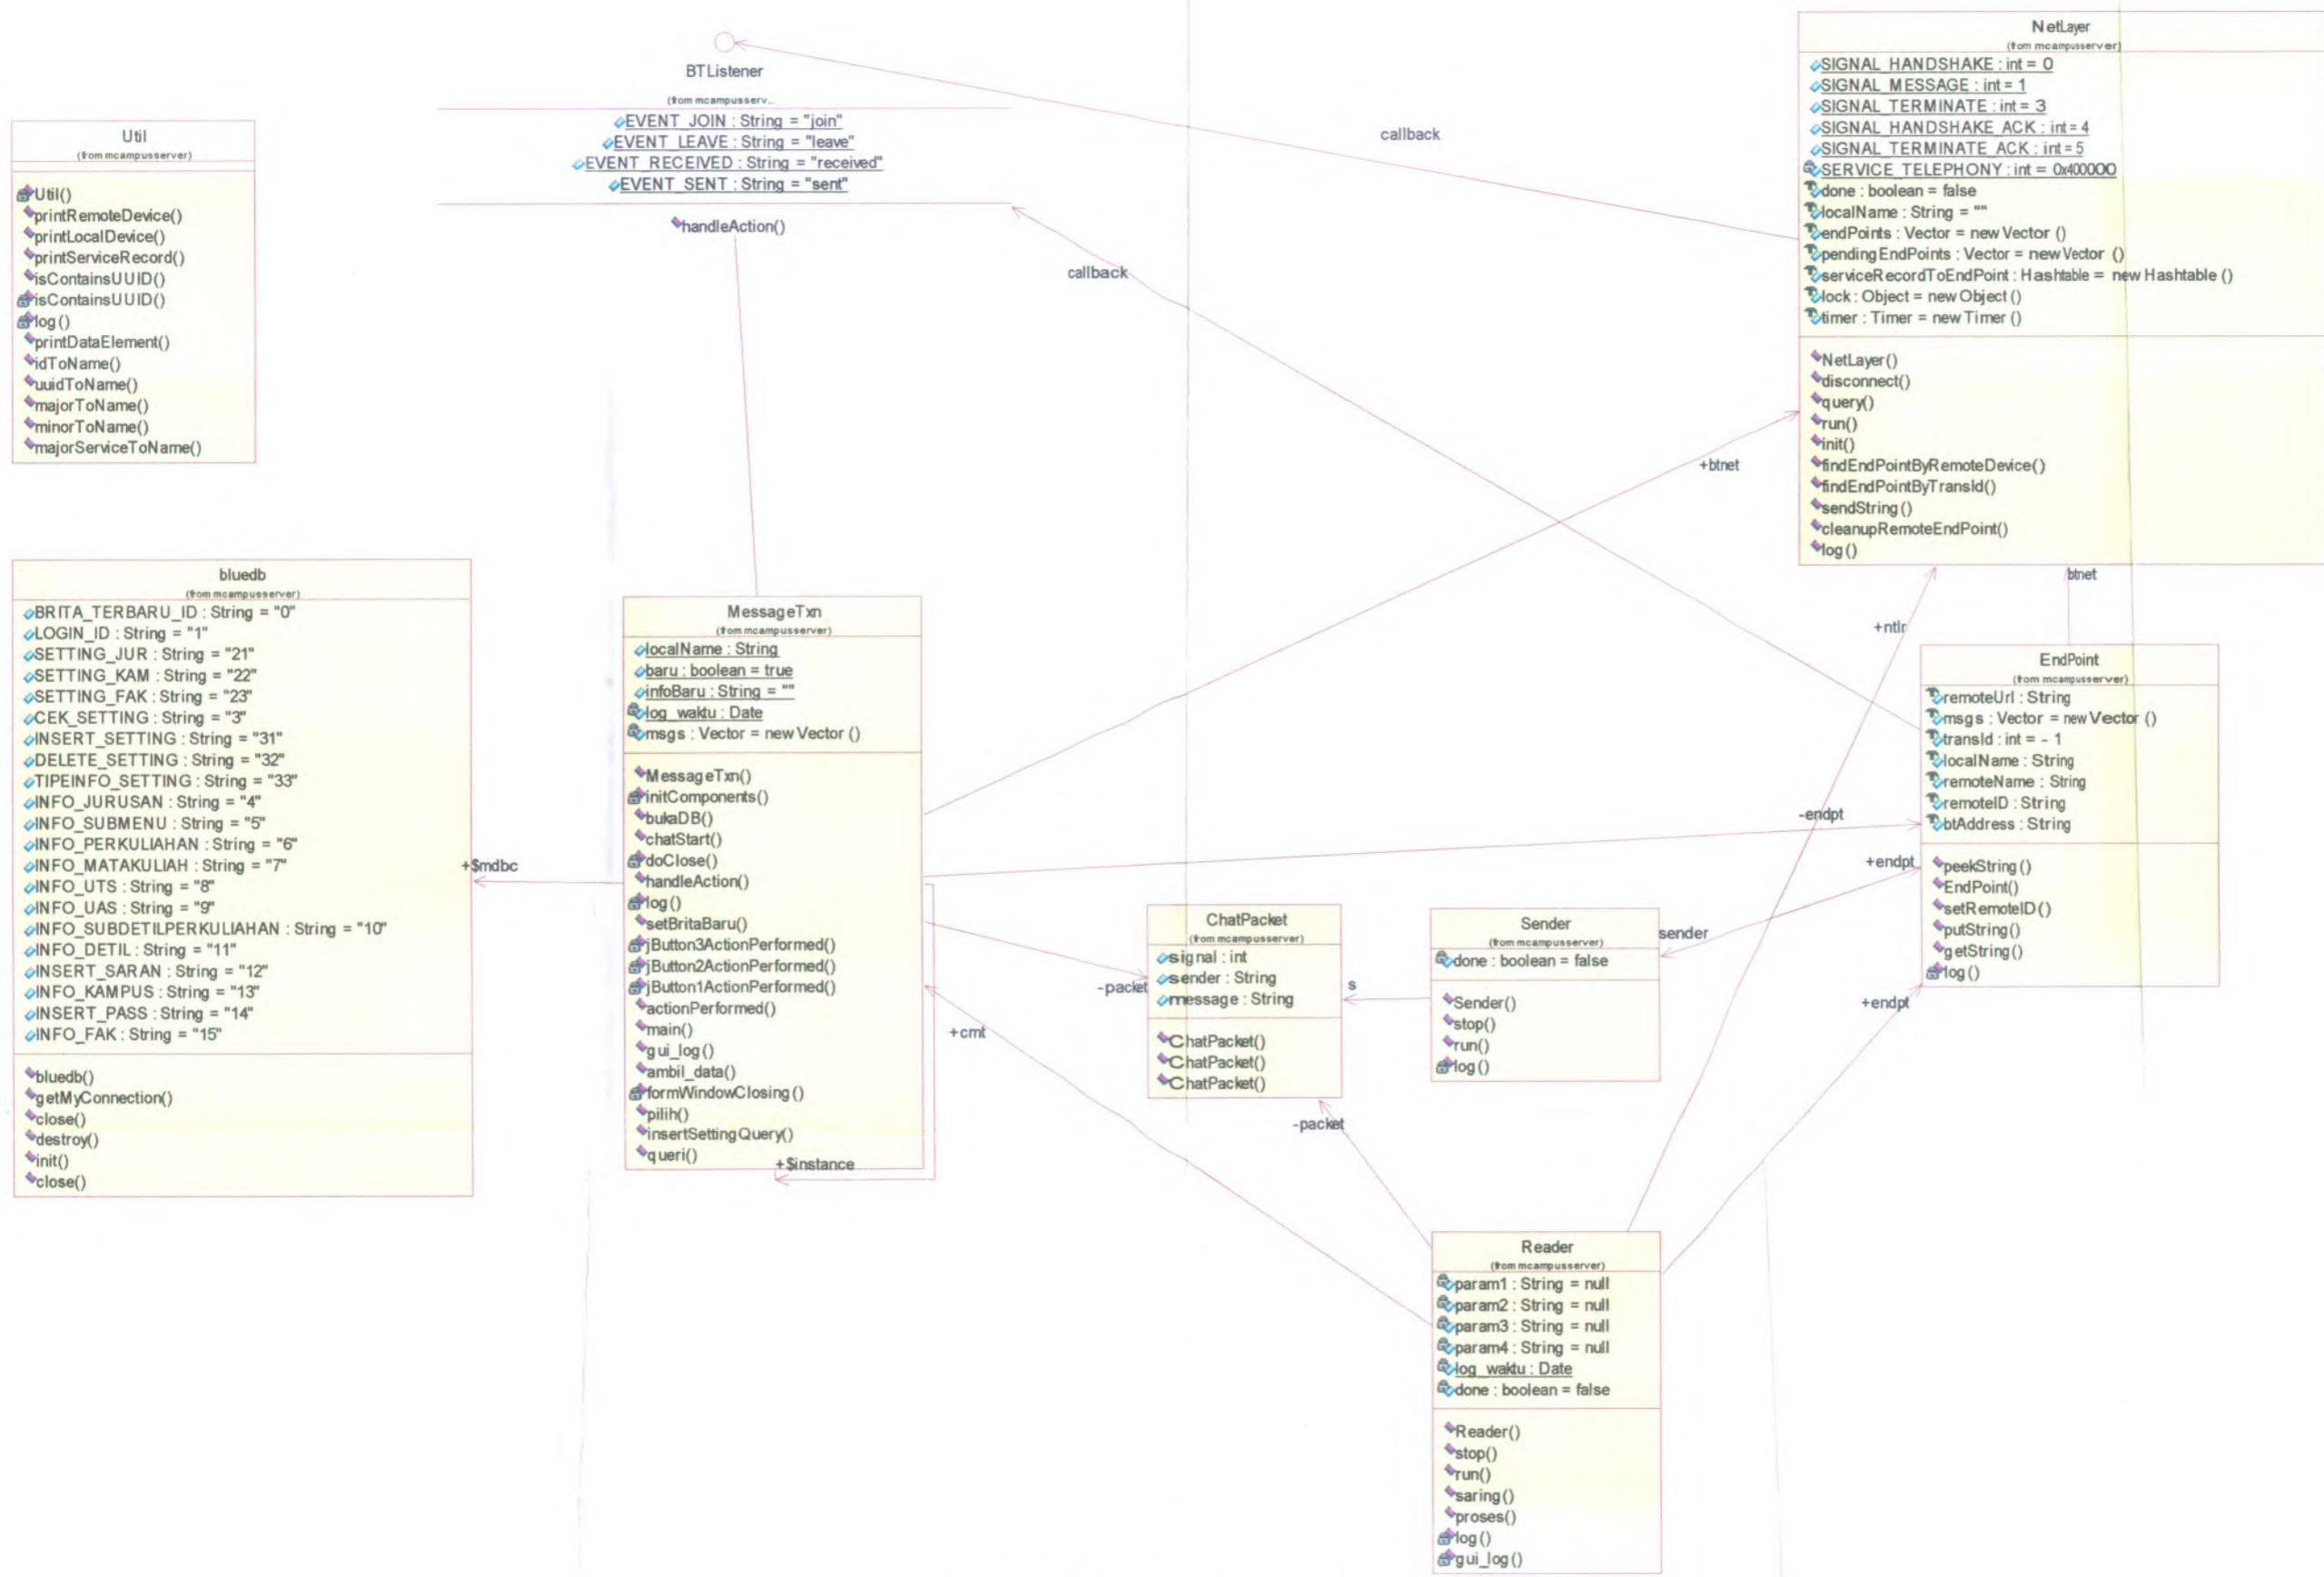 Util
(from mcampusserver)
Util()
printRemoteDevice()
printLocalDevice()
printServiceRecord()
isContainsUUID()
isContainsUUID()
log()
printDataElement()
idToName()
uuidToName()
majorToName()
minorToName()
majorServiceToName()
BTListener
(from mcampusserv...
EVENT_JOIN : String = "join"
EVENT_LEAVE : String = "leave"
EVENT_RECEIVED : String = "received"
EVENT_SENT : String = "sent"
handleAction()
callback
callback
NetLayer
(from mcampusserver)
SIGNAL_HANDSHAKE : int = 0
SIGNAL_MESSAGE : int = 1
SIGNAL_TERMINATE : int = 3
SIGNAL_HANDSHAKE_ACK : int = 4
SIGNAL_TERMINATE_ACK : int = 5
SERVICE_TELEPHONY : int = 0x400000
done : boolean = false
localName : String = ""
endPoints : Vector = new Vector ()
pendingEndPoints : Vector = new Vector ()
serviceRecordToEndPoint : Hashtable = new Hashtable ()
lock : Object = new Object ()
timer : Timer = new Timer ()
NetLayer()
disconnect()
query()
run()
init()
findEndPointByRemoteDevice()
findEndPointByTransId()
sendString()
cleanupRemoteEndPoint()
log()
+btnet
btnet
+ntlr
bluedb
(from mcampusserver)
BRITA_TERBARU_ID : String = "0"
LOGIN_ID : String = "1"
SETTING_JUR : String = "21"
SETTING_KAM : String = "22"
SETTING_FAK : String = "23"
CEK_SETTING : String = "3"
INSERT_SETTING : String = "31"
DELETE_SETTING : String = "32"
TIPEINFO_SETTING : String = "33"
INFO_JURUSAN : String = "4"
INFO_SUBMENU : String = "5"
INFO_PERKULIAHAN : String = "6"
INFO_MATAKULIAH : String = "7"
INFO_UTS : String = "8"
INFO_UAS : String = "9"
INFO_SUBDETILPERKULIAHAN : String = "10"
INFO_DETIL : String = "11"
INSERT_SARAN : String = "12"
INFO_KAMPUS : String = "13"
INSERT_PASS : String = "14"
INFO_FAK : String = "15"
bluedb()
getMyConnection()
close()
destroy()
init()
close()
+$mdbc
MessageTxn
(from mcampusserver)
localName : String
baru : boolean = true
infoBaru : String = ""
log_waktu : Date
msgs : Vector = new Vector ()
MessageTxn()
initComponents()
bukaDB()
chatStart()
doClose()
handleAction()
log()
setBritaBaru()
jButton3ActionPerformed()
jButton2ActionPerformed()
jButton1ActionPerformed()
actionPerformed()
main()
gui_log()
ambil_data()
formWindowClosing()
pilih()
insertSettingQuery()
queri()
+$instance
+cmt
-packet
-endpt
ChatPacket
(from mcampusserver)
signal : int
sender : String
message : String
ChatPacket()
ChatPacket()
ChatPacket()
-packet
s
Sender
(from mcampusserver)
done : boolean = false
Sender()
stop()
run()
log()
sender
+endpt
+endpt
EndPoint
(from mcampusserver)
remoteUrl : String
msgs : Vector = new Vector ()
transId : int = - 1
localName : String
remoteName : String
remoteID : String
btAddress : String
peekString()
EndPoint()
setRemoteID()
putString()
getString()
log()
Reader
(from mcampusserver)
param1 : String = null
param2 : String = null
param3 : String = null
param4 : String = null
log_waktu : Date
done : boolean = false
Reader()
stop()
run()
saring()
proses()
log()
gui_log()